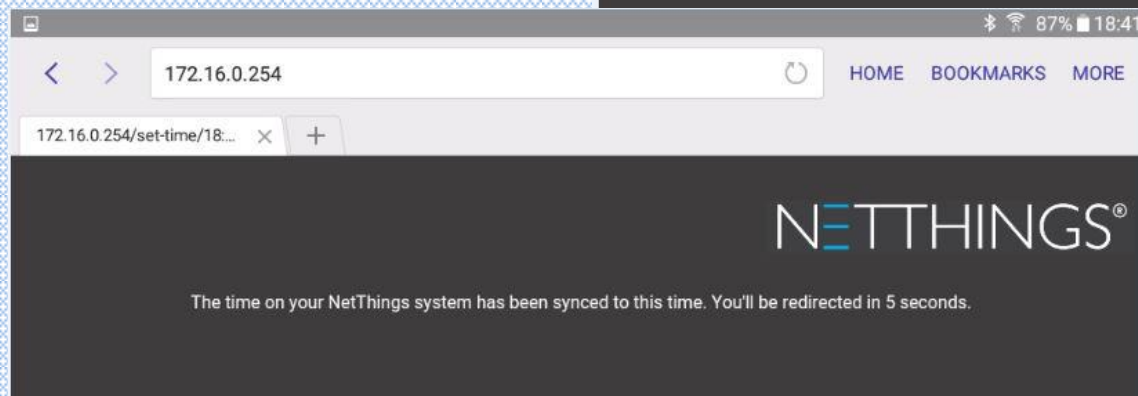 87% 18:41
172.16.0.254 HOME BOOKMARKS MORE
172.16.0.254/set-time/18:...
NETTHINGS®
The time on your NetThings system has been synced to this time. You'll be redirected in 5 seconds.